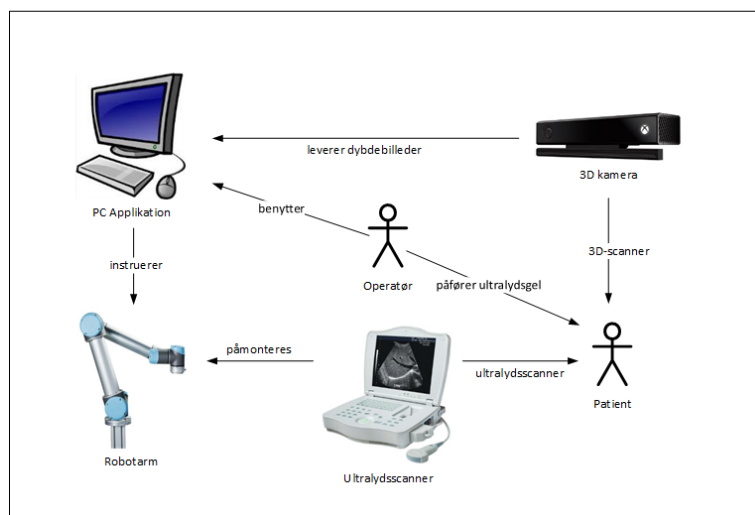 leverer dybdebilleder
3D kamera
PC Applikation
benytter
3D-scanner
instruerer
Operatør
påfører ultralydsgel
påmonteres
ultralydsscanner
Patient
Robotarm
Ultralydsscanner